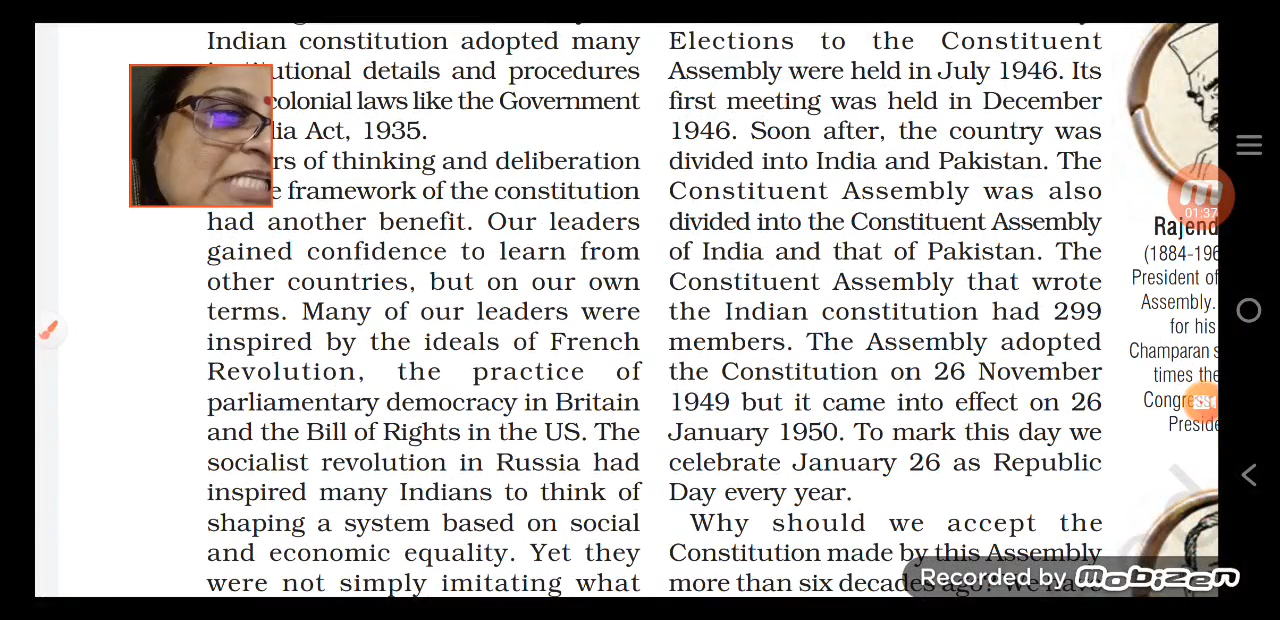 Indian constitution adopted many
details and procedures
colonial laws like the Government
Act, 1935.
of thinking and deliberation
framework of the constitution
had another benefit. Our leaders
gained confidence to learn from
other countries, but on our own
terms. Many of our leaders were
inspired by the ideals of French
Revolution, the practice of
parliamentary democracy in Britain
and the Bill of Rights in the US. The
socialist revolution in Russia had
inspired many Indians to think of
shaping a system based on social
and economic equality. Yet they
were not simply imitating what
Elections to the Constituent
Assembly were held in July 1946. Its
first meeting was held in December
1946. Soon after, the country was
divided into India and Pakistan. The
Constituent Assembly was also
divided into the Constituent Assembly
of India and that of Pakistan. The
Constituent Assembly that wrote
the Indian constitution had 299
members. The Assembly adopted
the Constitution on 26 November
1949 but it came into effect on 26
January 1950. To mark this day we
celebrate January 26 as Republic
Day every year.
Why should we accept the
Constitution made by this Assembly
more than six decades ago? We have
01:37
Rajend
(1884-196
President of
Assembly.
for his
Champaran s
times the
Congress
Preside
Recorded by Mobizen